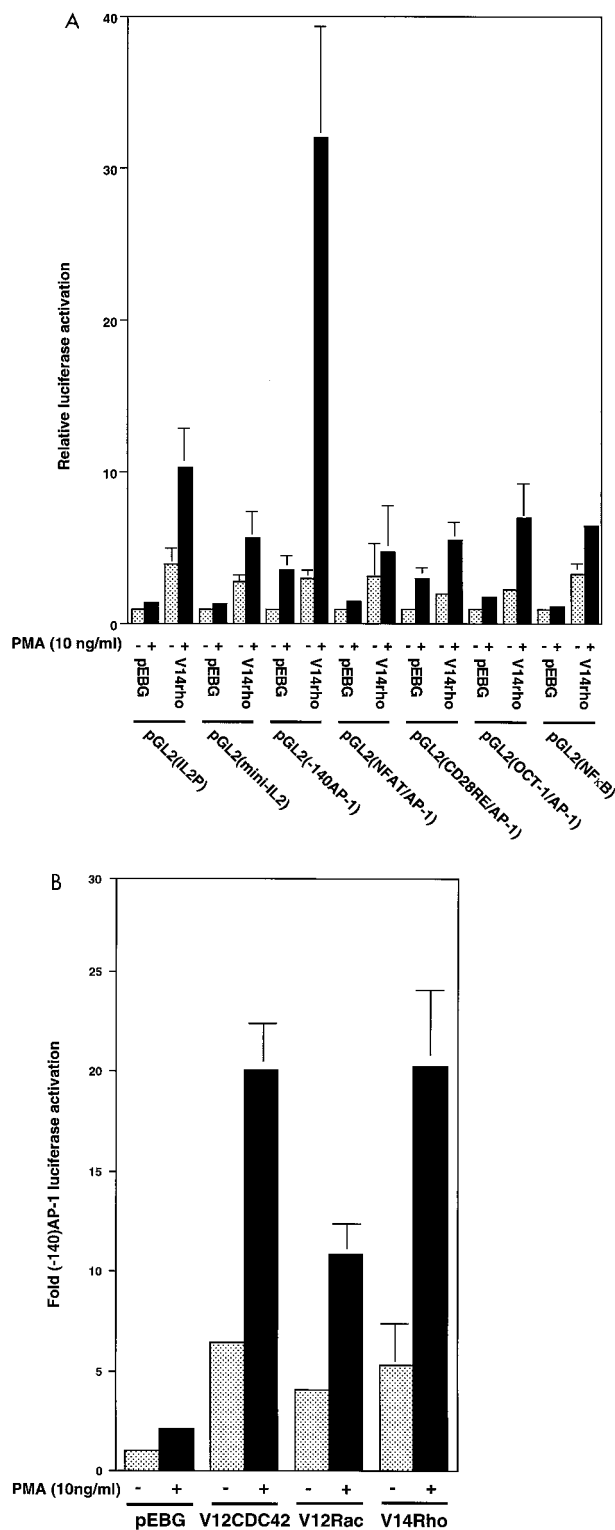 A
40
30
20
10
0
Relative luciferase activation
PMA (10 ng/ml) - + - + - + - + - + - + - + - + - + - + - + - + - + - +
pEBG V14rho pEBG V14rho pEBG V14rho pEBG V14rho pEBG V14rho pEBG V14rho pEBG V14rho
pGL2(IL2P) pGL2(mini-IL2) pGL2(-140AP-1) pGL2(NFAT/AP-1) pGL2(CD28RE/AP-1) pGL2(OCT-1/AP-1) pGL2(NFκB)
B
30
25
20
15
10
5
0
Fold (-140)AP-1 luciferase activation
PMA (10ng/ml) - + - + - + - +
pEBG V12CDC42 V12Rac V14Rho